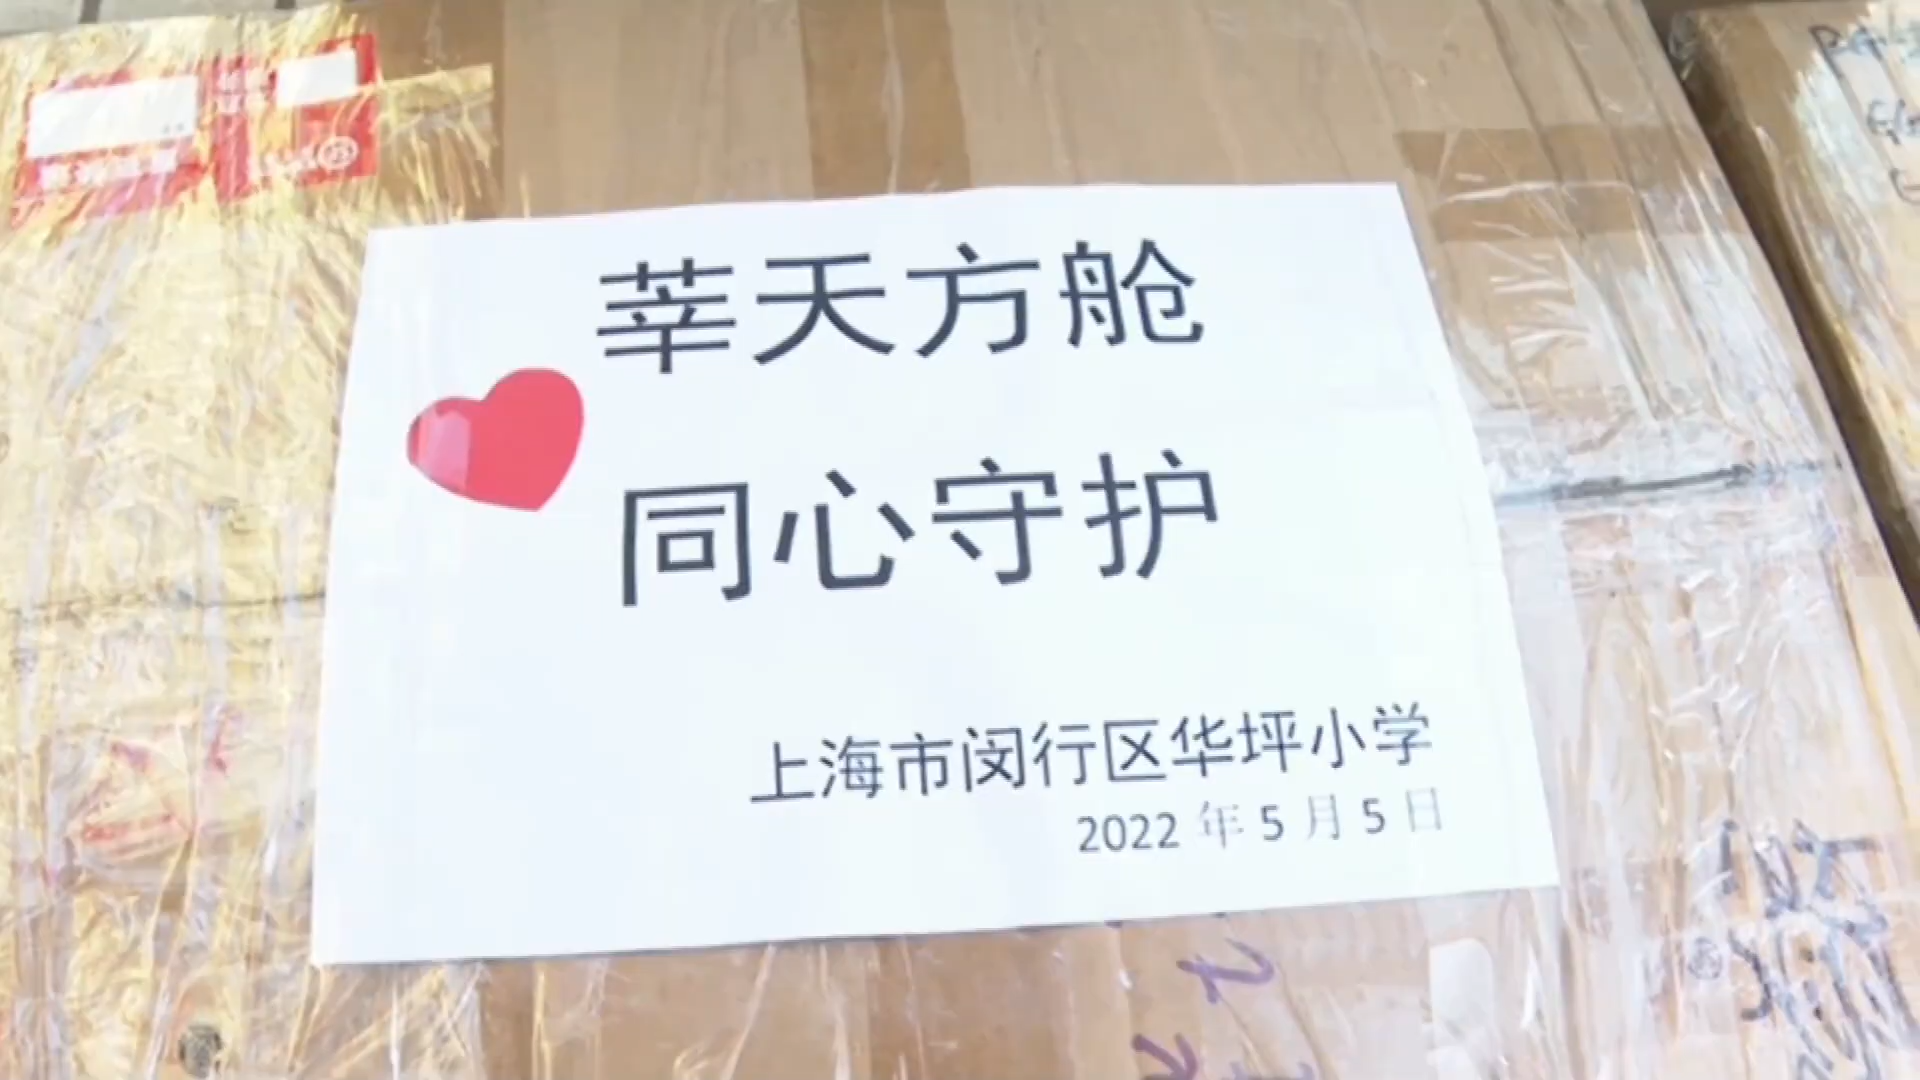 莘天方舱
同心守护
上海市闵行区华坪小学
2022 年 5 月 5 日